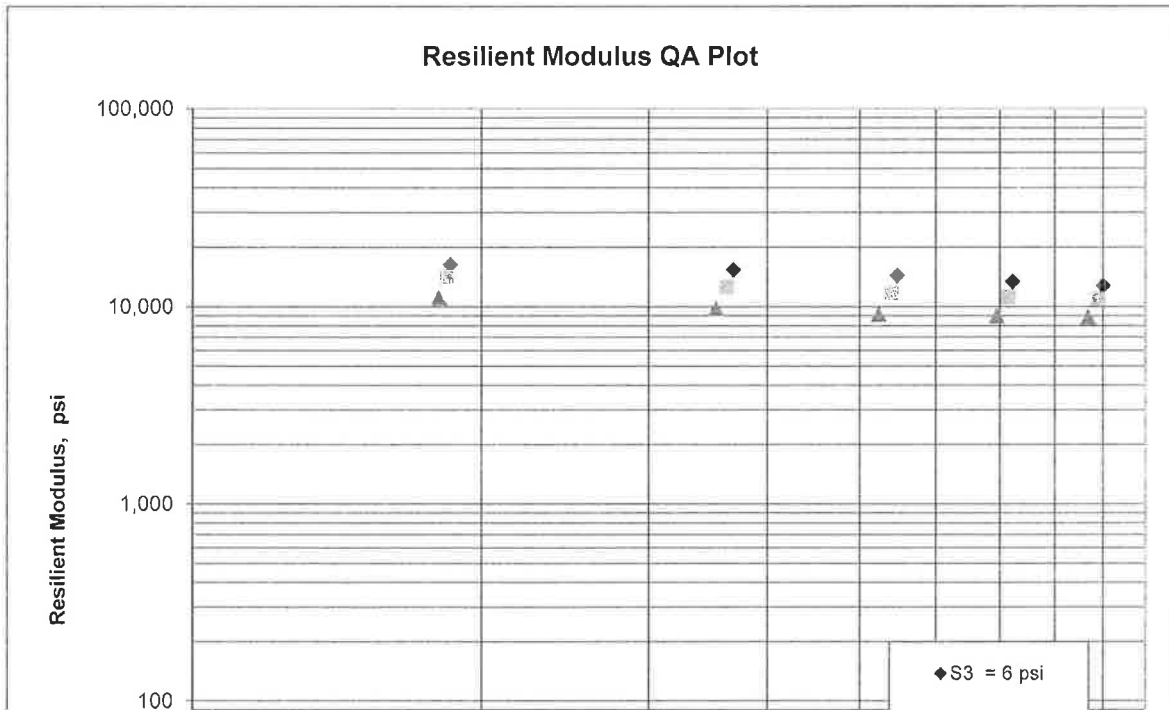 Resilient Modulus QA Plot
100,000
10,000
Resilient Modulus, psi
1,000
◆S3 = 6 psi
100